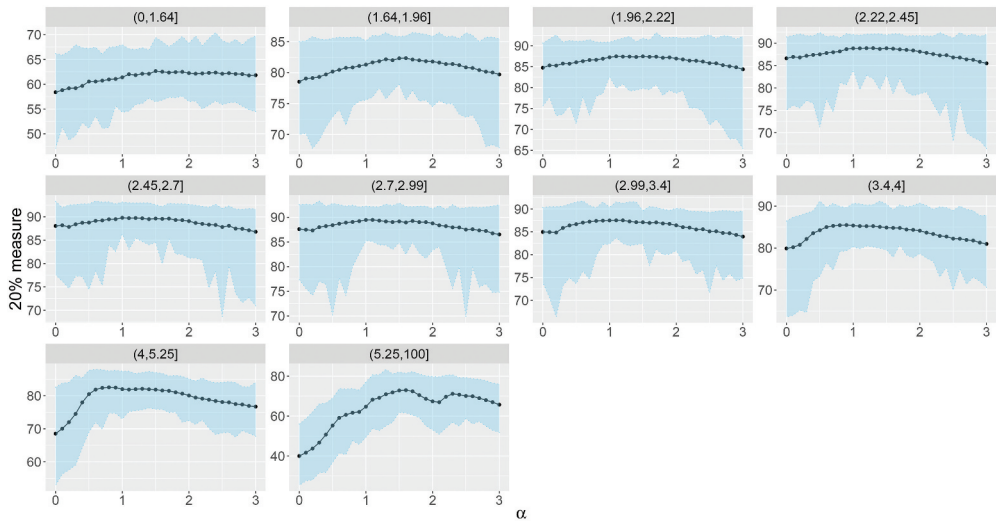 (0,1.64] (1.64,1.96] (1.96,2.22] (2.22,2.45]
70 65 60 55 50
85 80 75 70
90 85 80 75 70 65
90 85 80 75 70
0 1 2 3 0 1 2 3 0 1 2 3 0 1 2 3
(2.45,2.7] (2.7,2.99] (2.99,3.4] (3.4,4]
90 85 80 75 70
90 85 80 75 70
90 85 80 75 70 65
90 80 70
0 1 2 3 0 1 2 3 0 1 2 3 0 1 2 3
20% measure
(4,5.25] (5.25,100]
80 70 60
80 60 40
0 1 2 3 0 1 2 3
α